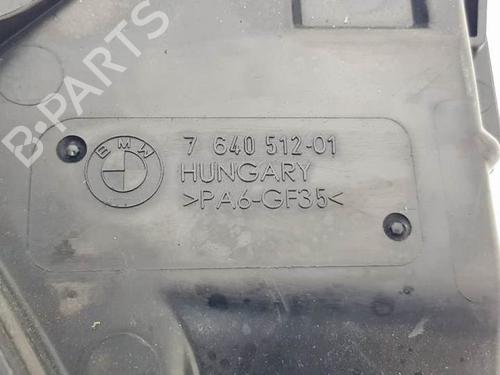 B-PARTS
BMW
7 640 512-01
HUNGARY
>PA6-GF35<